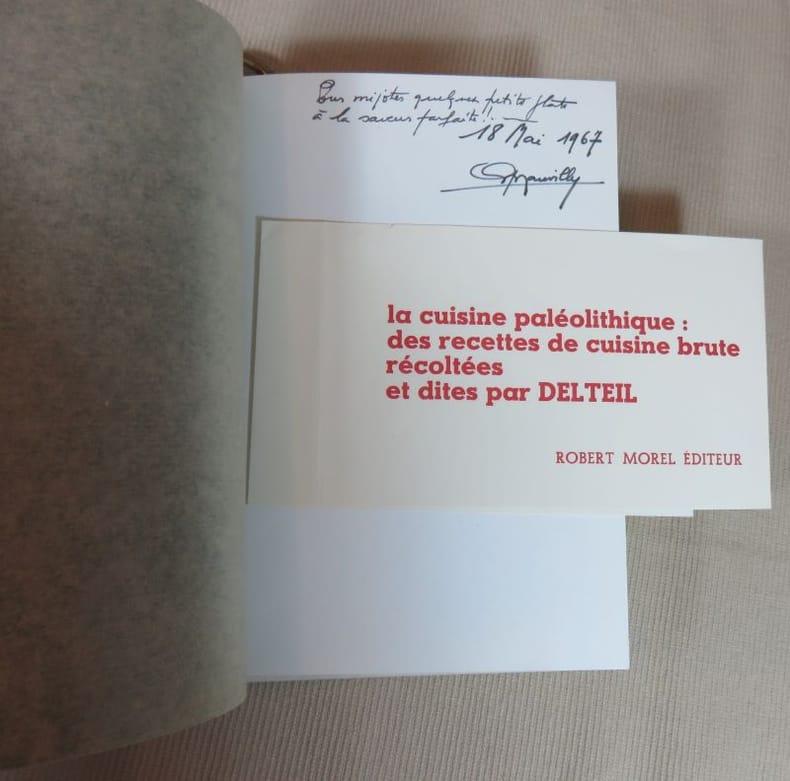 Pour mijoter quelques petits plats
à la saveur parfaite!!
18 Mai 1967
la cuisine paléolithique :
des recettes de cuisine brute
récoltées
et dites par DELTEIL
ROBERT MOREL ÉDITEUR